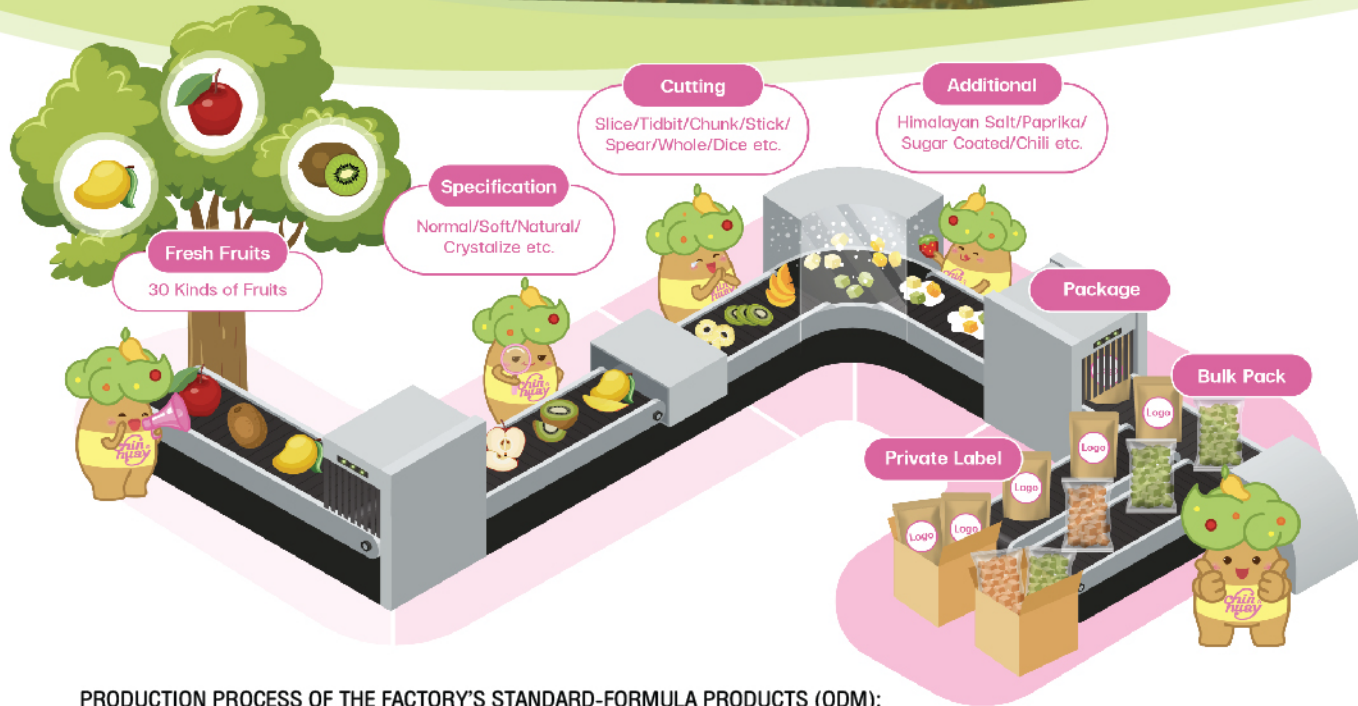 Fresh Fruits
30 Kinds of Fruits
Specification
Normal/Soft/Natural/
Crystalize etc.
Cutting
Slice/Tidbit/Chunk/Stick/
Spear/Whole/Dice etc.
Additional
Himalayan Salt/Paprika/
Sugar Coated/Chili etc.
Package
Bulk Pack
Private Label
Logo
Logo
Logo
Logo
Logo
chin huay
chin huay
chin huay
chin huay
PRODUCTION PROCESS OF THE FACTORY'S STANDARD-FORMULA PRODUCTS (ODM):